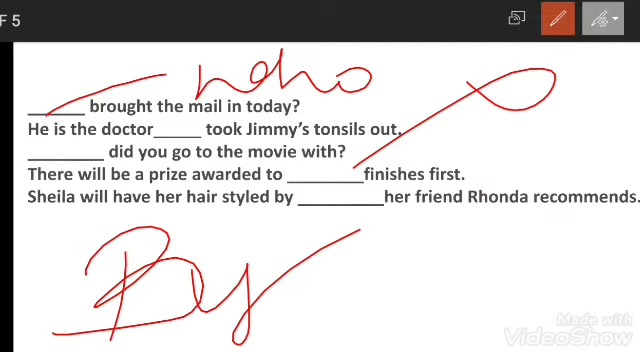 F 5
who
______ brought the mail in today?
He is the doctor_____ took Jimmy's tonsils out.
________ did you go to the movie with?
There will be a prize awarded to ________finishes first.
Sheila will have her hair styled by _________her friend Rhonda recommends.
By
Made with
VideoShow